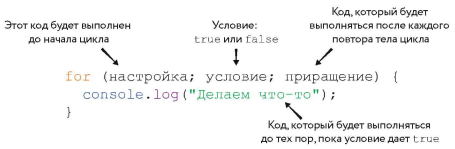 Этот код будет выполнен
до начала цикла
Условие:
true или false
Код, который будет
выполняться после каждого
повтора тела цикла
for (настройка; условие; приращение) {
console.log("Делаем что-то");
}
Код, который будет выполняться
до тех пор, пока условие дает true